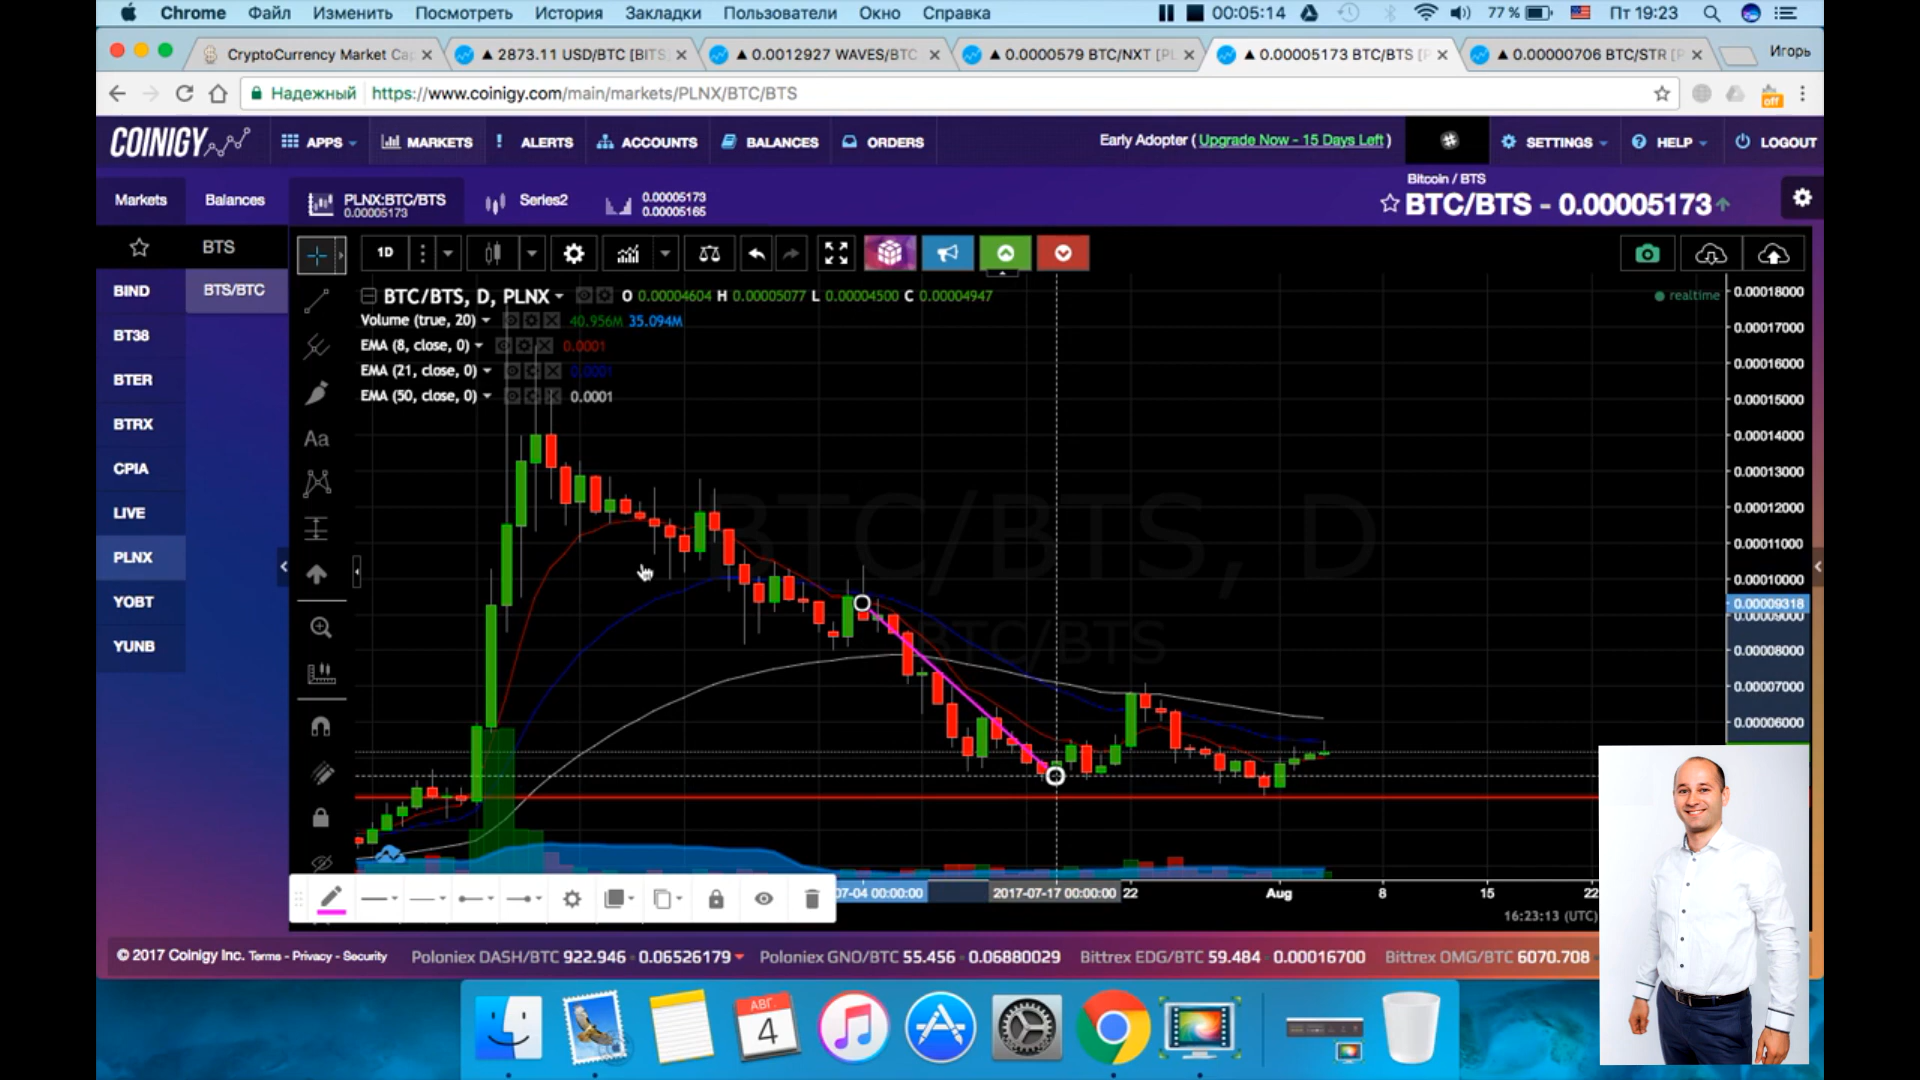 Chrome Файл Изменить Посмотреть История Закладки Пользователи Окно Справка 00:05:14 77 % Пт 19:23
CryptoCurrency Market Ca ▲ 2873.11 USD/BTC [BITS ▲ 0.0012927 WAVES/BTC ▲ 0.0000579 BTC/NXT [PL ▲ 0.00005173 BTC/BTS [P ▲ 0.00000706 BTC/STR [P Игорь
Надежный https://www.coinigy.com/main/markets/PLNX/BTC/BTS off
COINIGY APPS MARKETS ! ALERTS ACCOUNTS BALANCES ORDERS Early Adopter ( Upgrade Now - 15 Days Left ) SETTINGS HELP LOGOUT
Markets Balances PLNX:BTC/BTS 0.00005173 Series2 0.00005173 0.00005165
Bitcoin / BTS
BTC/BTS - 0.00005173
BTS
1D
BIND BTS/BTC
BT38
BTER
BTRX
CPIA
LIVE
PLNX
YOBT
YUNB
BTC/BTS, D, PLNX O 0.00004604 H 0.00005077 L 0.00004500 C 0.00004947
Volume (true, 20) 40.956M 35.094M
EMA (8, close, 0) 0.0001
EMA (21, close, 0) 0.0001
EMA (50, close, 0) 0.0001
Aa
realtime
BTC/BTS, D
BTC/BTS
0.00018000
0.00017000
0.00016000
0.00015000
0.00014000
0.00013000
0.00012000
0.00011000
0.00010000
0.00009318
0.00009000
0.00008000
0.00007000
0.00006000
07-04 00:00:00 2017-07-17 00:00:00 22 Aug 8 15 22
16:23:13 (UTC)
© 2017 Coinigy Inc. Terms - Privacy - Security Poloniex DASH/BTC 922.946 - 0.06526179 Poloniex GNO/BTC 55.456 - 0.06880029 Bittrex EDG/BTC 59.484 - 0.00016700 Bittrex OMG/BTC 6070.708
АВГ.
4